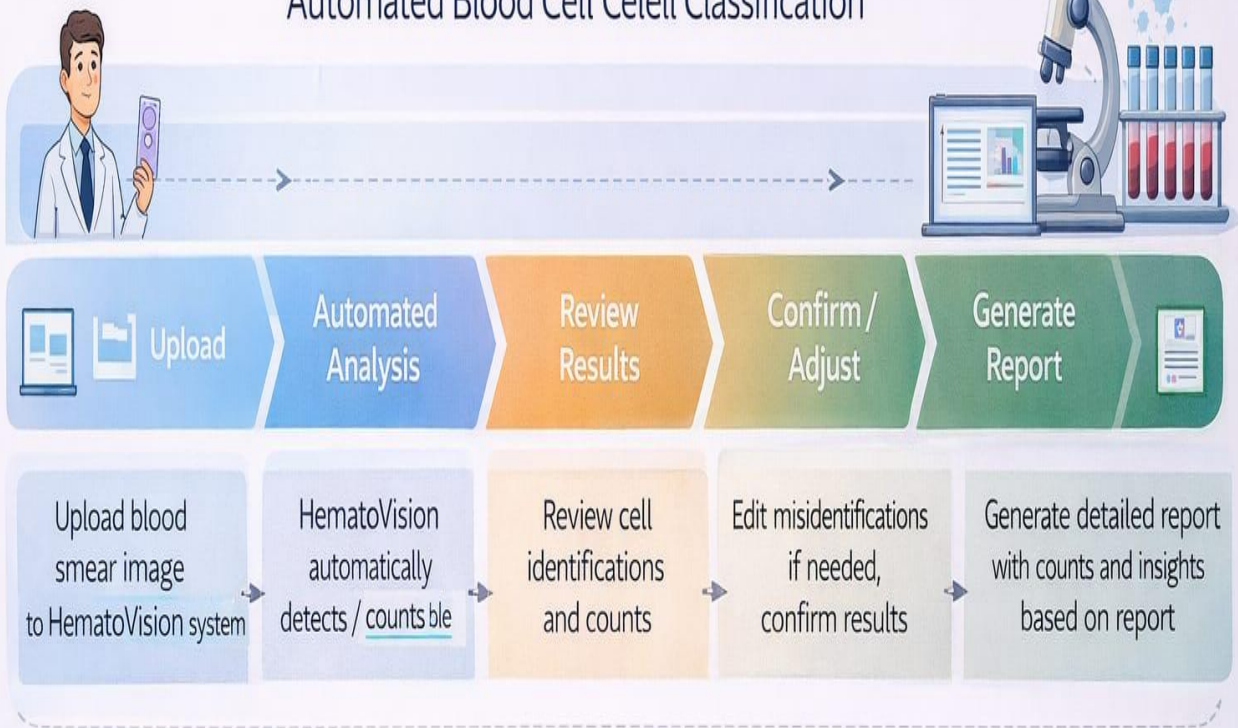 Automated Blood Cell Celell Classification
Upload
Automated
Analysis
Review
Results
Confirm /
Adjust
Generate
Report
Upload blood
smear image
to HematoVision system
HematoVision
automatically
detects / counts ble
Review cell
identifications
and counts
Edit misidentifications
if needed,
confirm results
Generate detailed report
with counts and insights
based on report